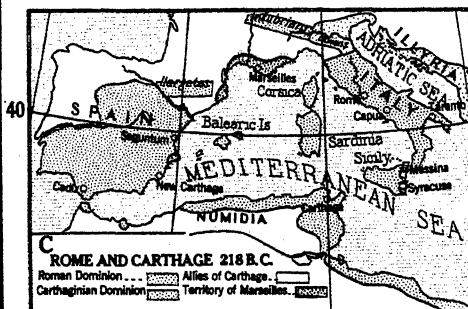 ILLYRIA
ADRIATIC SEA
Marseilles
Corsica
ITALY
Rome
Capua
40
SPAIN
Saguntum
Balearic Is
Sardinia
Sicily
Messina
Syracuse
MEDITERRANEAN SEA
Cadiz
New Carthage
NUMIDIA
C
ROME AND CARTHAGE 218 B.C.
Roman Dominion
Allies of Carthage
Carthaginian Dominion
Territory of Marseilles